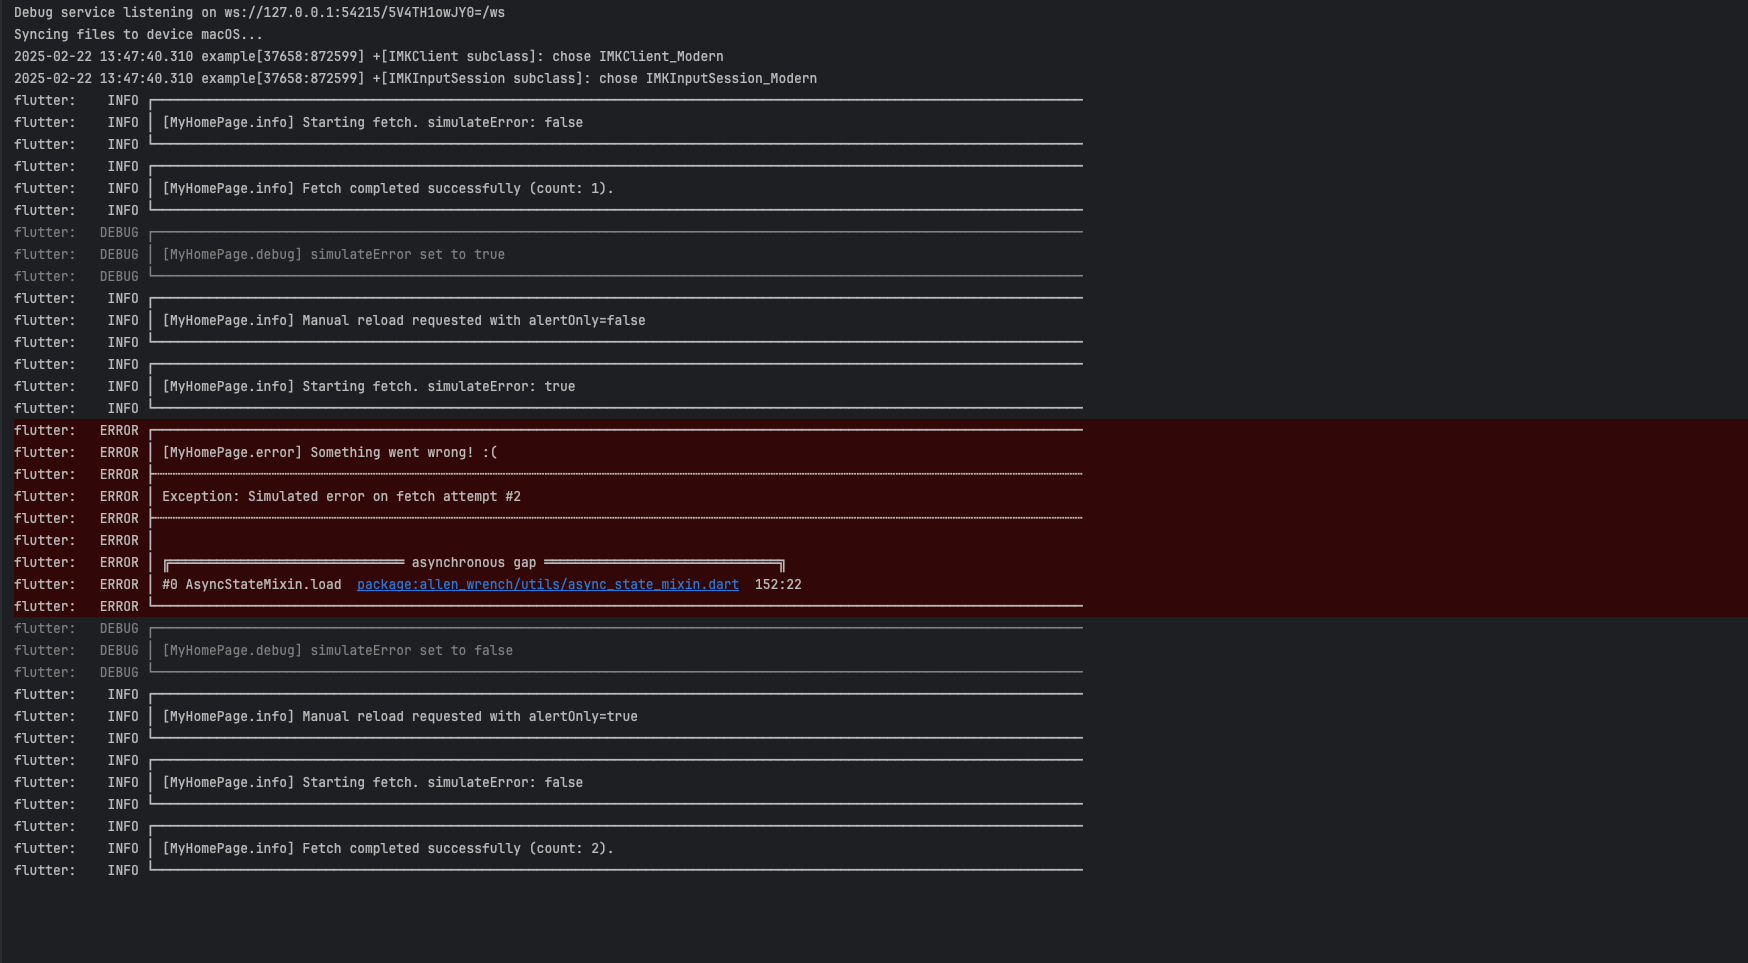 Debug service listening on ws://127.0.0.1:54215/5V4TH1owJY0=/ws
Syncing files to device macOS...
2025-02-22 13:47:40.310 example[37658:872599] +[IMKClient subclass]: chose IMKClient_Modern
2025-02-22 13:47:40.310 example[37658:872599] +[IMKInputSession subclass]: chose IMKInputSession_Modern
flutter: INFO
flutter: INFO [MyHomePage.info] Starting fetch. simulateError: false
flutter: INFO
flutter: INFO
flutter: INFO [MyHomePage.info] Fetch completed successfully (count: 1).
flutter: INFO
flutter: DEBUG
flutter: DEBUG [MyHomePage.debug] simulateError set to true
flutter: DEBUG
flutter: INFO
flutter: INFO [MyHomePage.info] Manual reload requested with alertOnly=false
flutter: INFO
flutter: INFO
flutter: INFO [MyHomePage.info] Starting fetch. simulateError: true
flutter: INFO
flutter: ERROR
flutter: ERROR [MyHomePage.error] Something went wrong! :(
flutter: ERROR
flutter: ERROR Exception: Simulated error on fetch attempt #2
flutter: ERROR
flutter: ERROR
flutter: ERROR asynchronous gap
flutter: ERROR #0 AsyncStateMixin.load package:allen_wrench/utils/async_state_mixin.dart 152:22
flutter: ERROR
flutter: DEBUG
flutter: DEBUG [MyHomePage.debug] simulateError set to false
flutter: DEBUG
flutter: INFO
flutter: INFO [MyHomePage.info] Manual reload requested with alertOnly=true
flutter: INFO
flutter: INFO
flutter: INFO [MyHomePage.info] Starting fetch. simulateError: false
flutter: INFO
flutter: INFO
flutter: INFO [MyHomePage.info] Fetch completed successfully (count: 2).
flutter: INFO